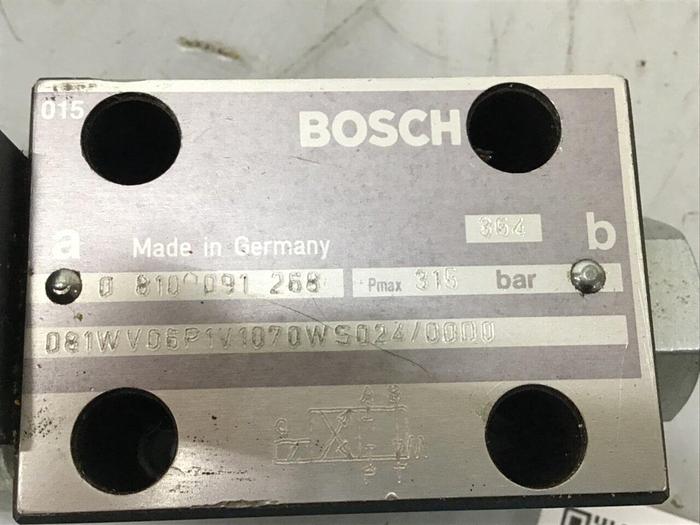 015
BOSCH
364
a Made in Germany b
0 810 091 268 Pmax 315 bar
081WV06P1V1070WS024/0000
A B
a
P T